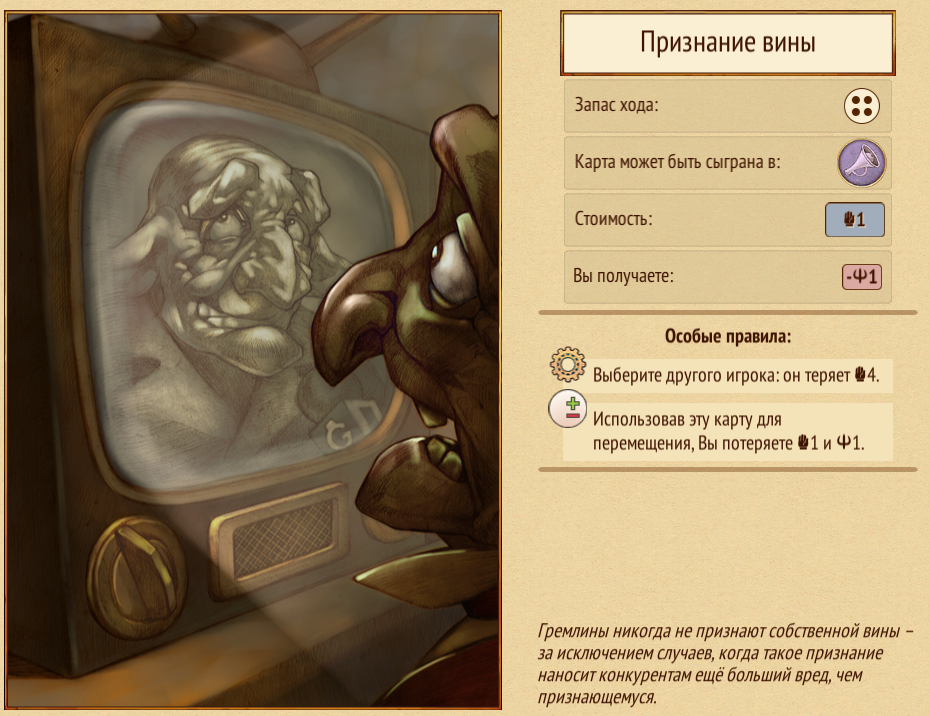 Признание вины
Запас хода:
Карта может быть сыграна в:
Стоимость: 1
Вы получаете: -1
Особые правила:
Выберите другого игрока: он теряет 4.
Использовав эту карту для
перемещения, Вы потеряете 1 и 1.
Гремлины никогда не признают собственной вины –
за исключением случаев, когда такое признание
наносит конкурентам ещё больший вред, чем
признающемуся.